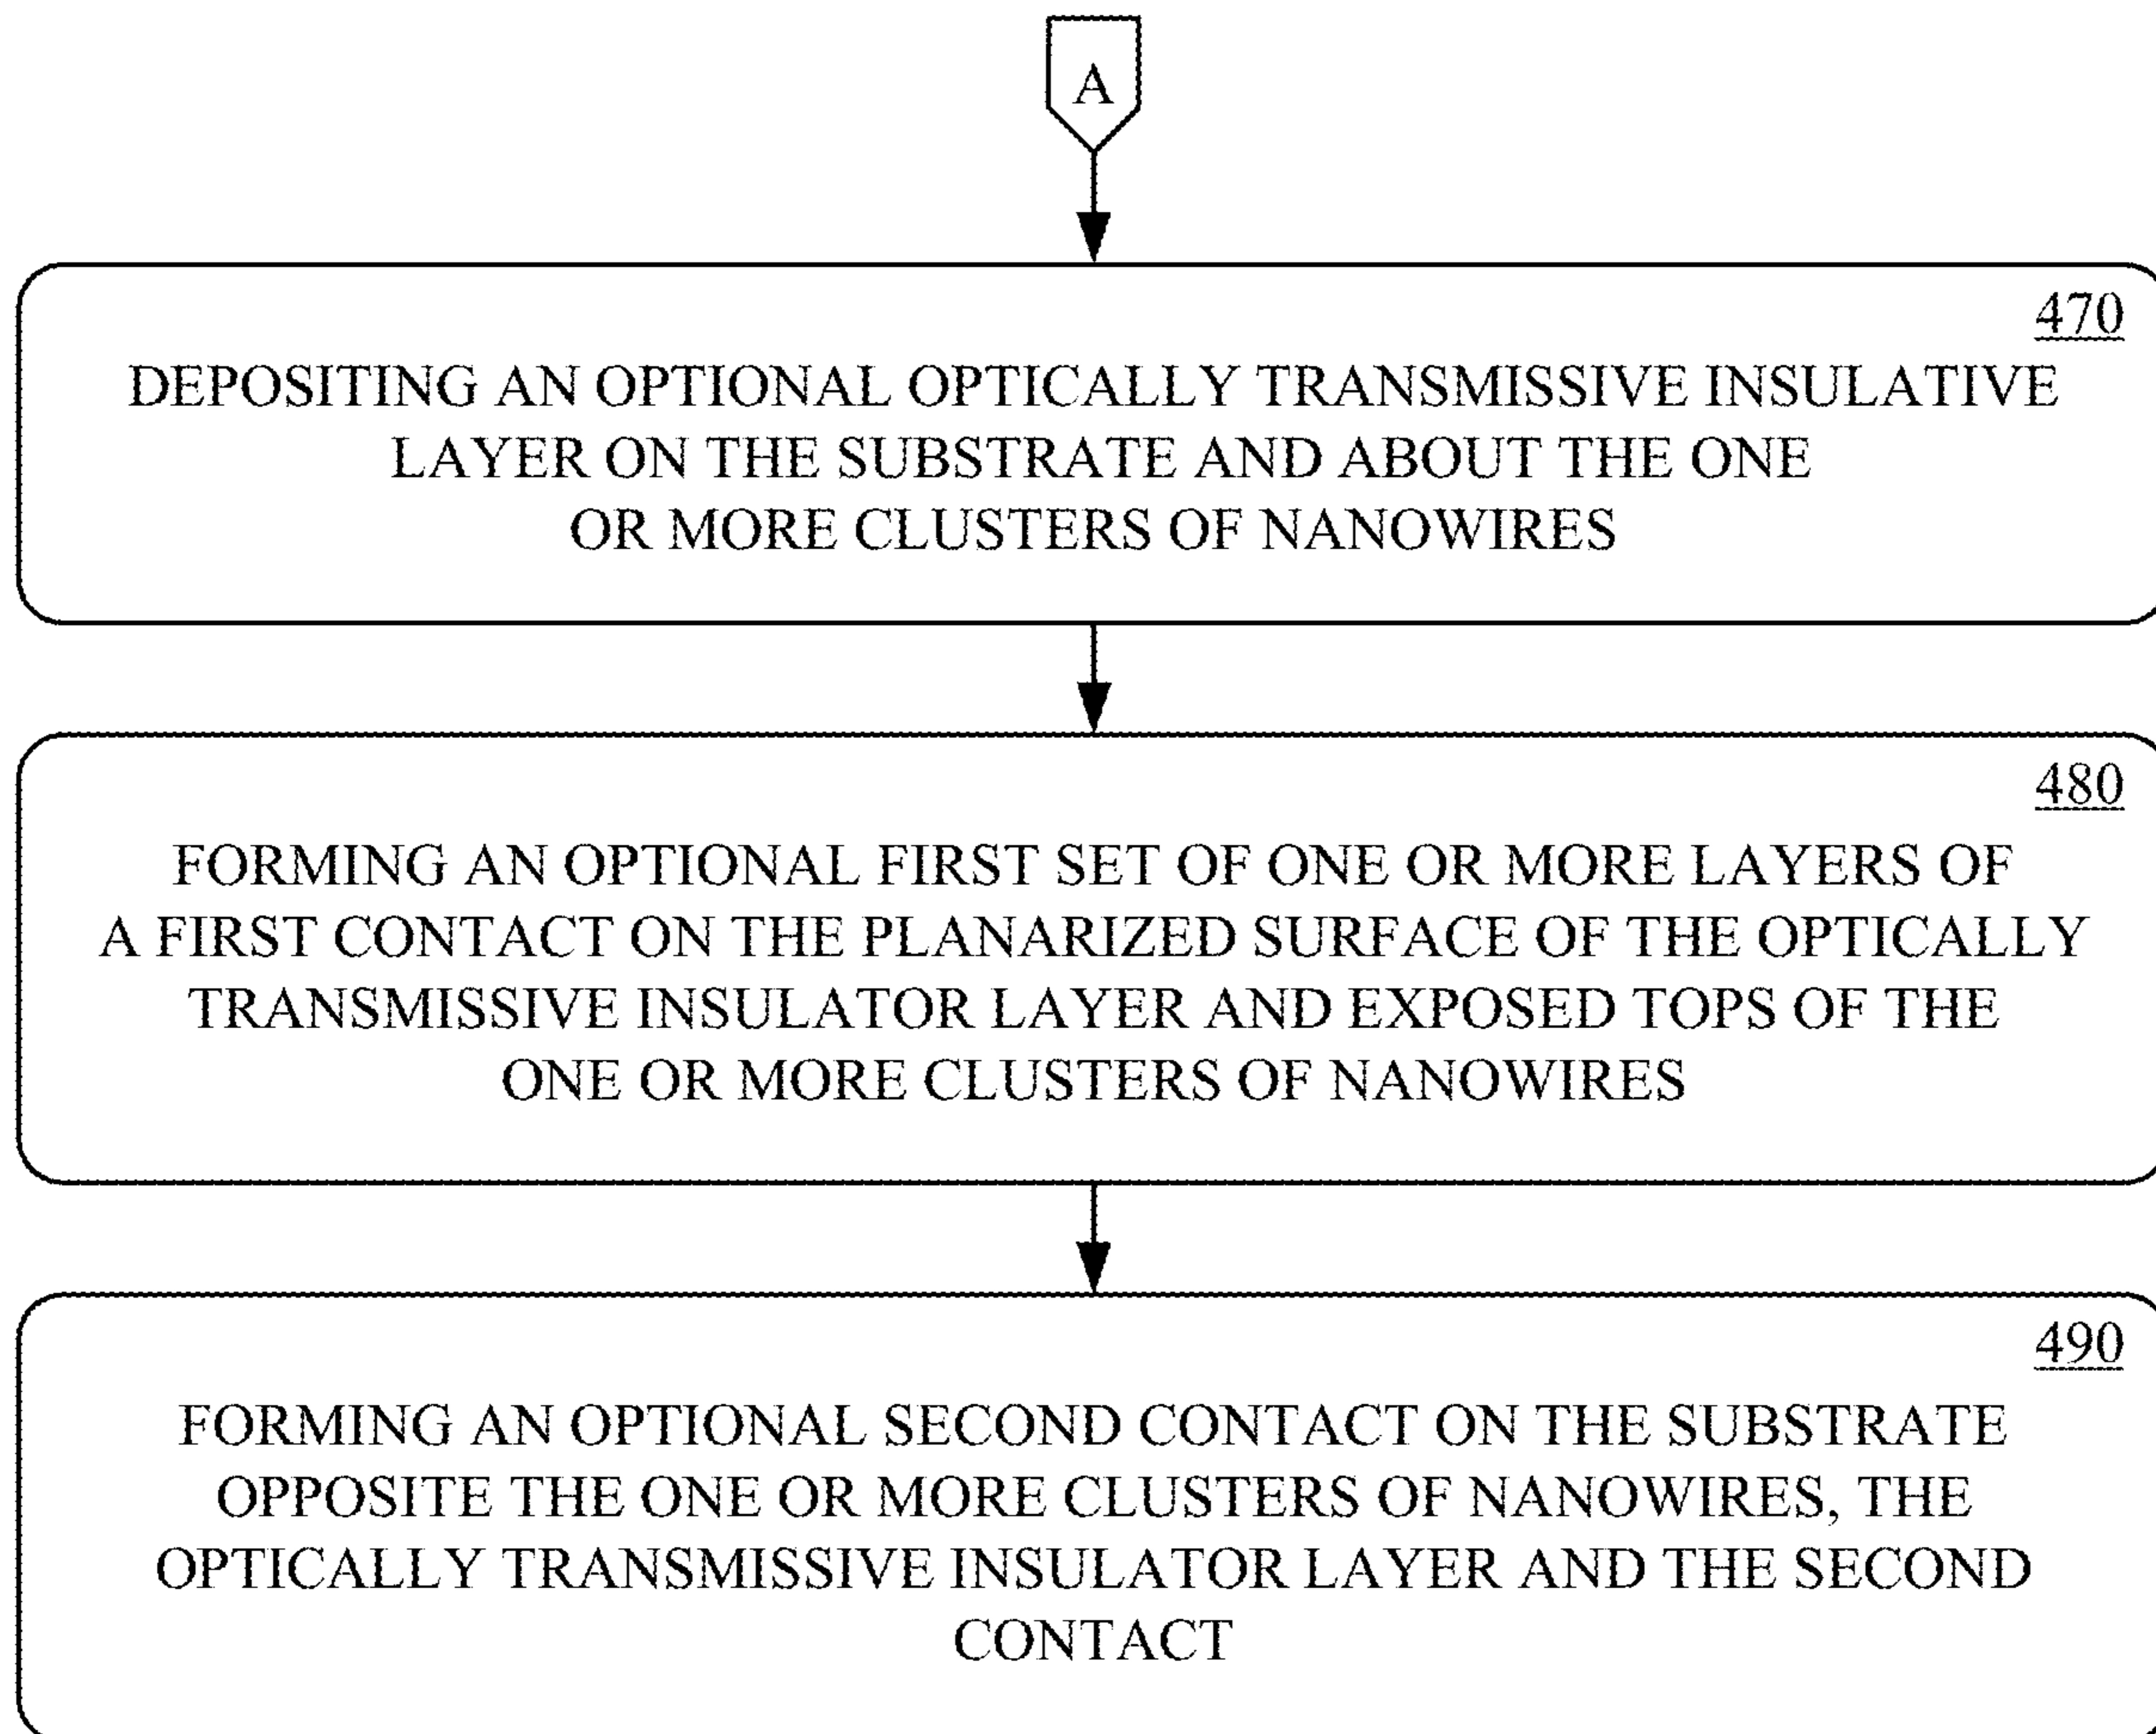 A
470
DEPOSITING AN OPTIONAL OPTICALLY TRANSMISSIVE INSULATIVE
LAYER ON THE SUBSTRATE AND ABOUT THE ONE
OR MORE CLUSTERS OF NANOWIRES
480
FORMING AN OPTIONAL FIRST SET OF ONE OR MORE LAYERS OF
A FIRST CONTACT ON THE PLANARIZED SURFACE OF THE OPTICALLY
TRANSMISSIVE INSULATOR LAYER AND EXPOSED TOPS OF THE
ONE OR MORE CLUSTERS OF NANOWIRES
490
FORMING AN OPTIONAL SECOND CONTACT ON THE SUBSTRATE
OPPOSITE THE ONE OR MORE CLUSTERS OF NANOWIRES, THE
OPTICALLY TRANSMISSIVE INSULATOR LAYER AND THE SECOND
CONTACT